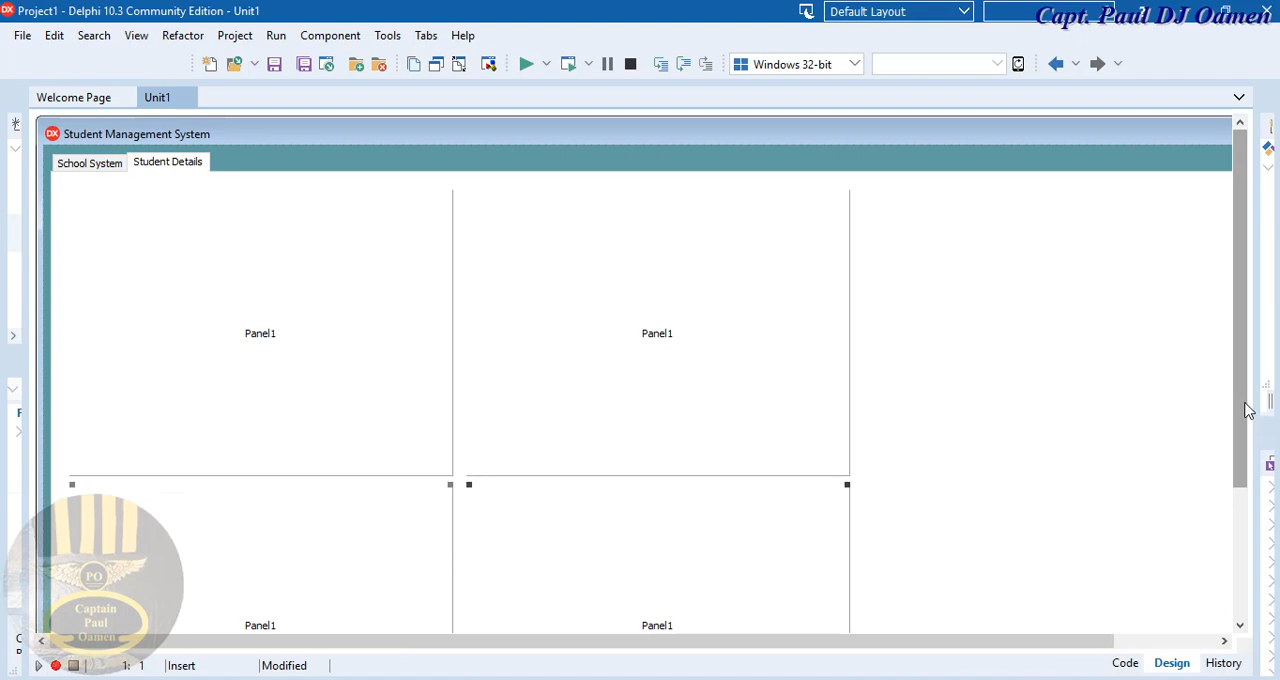 Project1 - Delphi 10.3 Community Edition - Unit1
Default Layout
Capt. Paul DJ Oamen
File Edit Search View Refactor Project Run Component Tools Tabs Help
Windows 32-bit
Welcome Page Unit1
Student Management System
School System Student Details
Panel1 Panel1
Panel1 Panel1
PO
Captain
Paul
Oamen
1: 1 Insert Modified Code Design History